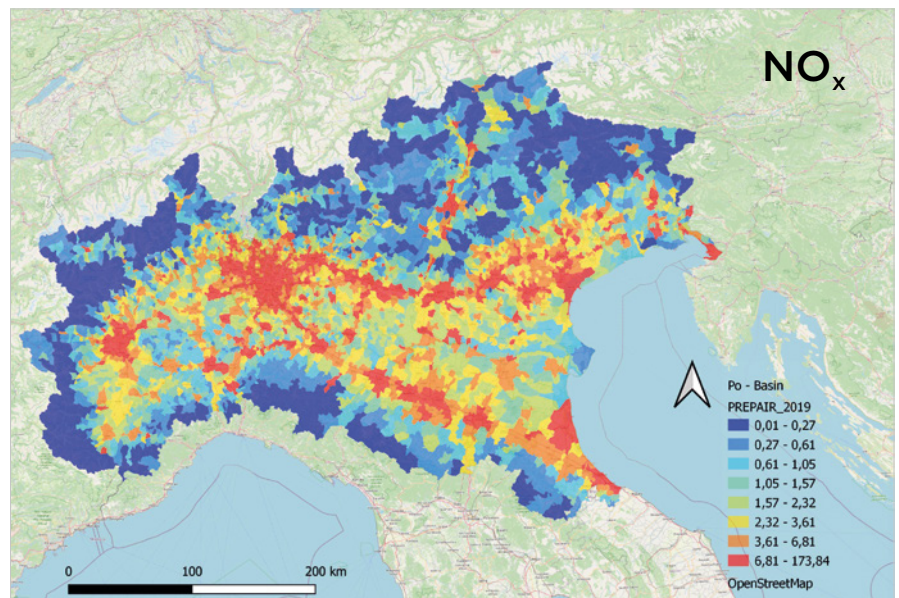 NOx
Po - Basin
PREPAIR_2019
0,01 - 0,27
0,27 - 0,61
0,61 - 1,05
1,05 - 1,57
1,57 - 2,32
2,32 - 3,61
3,61 - 6,81
6,81 - 173,84
OpenStreetMap
0 100 200 km